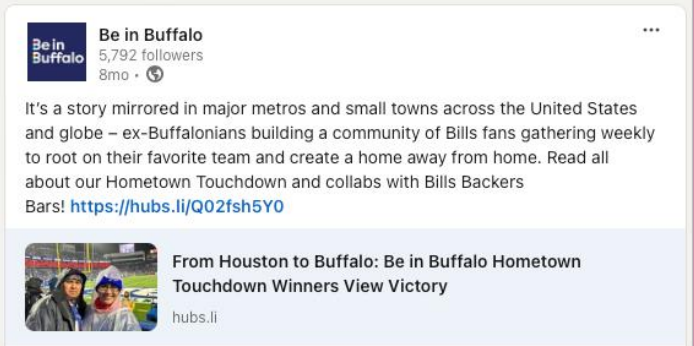 Be in
Buffalo
Be in Buffalo
5,792 followers
8mo •
It's a story mirrored in major metros and small towns across the United States
and globe – ex-Buffalonians building a community of Bills fans gathering weekly
to root on their favorite team and create a home away from home. Read all
about our Hometown Touchdown and collabs with Bills Backers
Bars! https://hubs.li/Q02fsh5Y0
From Houston to Buffalo: Be in Buffalo Hometown
Touchdown Winners View Victory
hubs.li